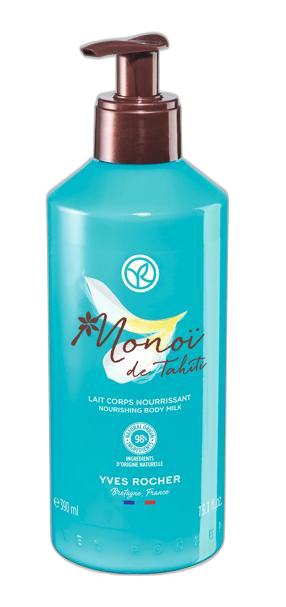 YR
Monoï
de Tahiti
LAIT CORPS NOURRISSANT
NOURISHING BODY MILK
98%
INGRÉDIENTS
D'ORIGINE NATURELLE
YVES ROCHER
Bretagne, France
℮390 ml